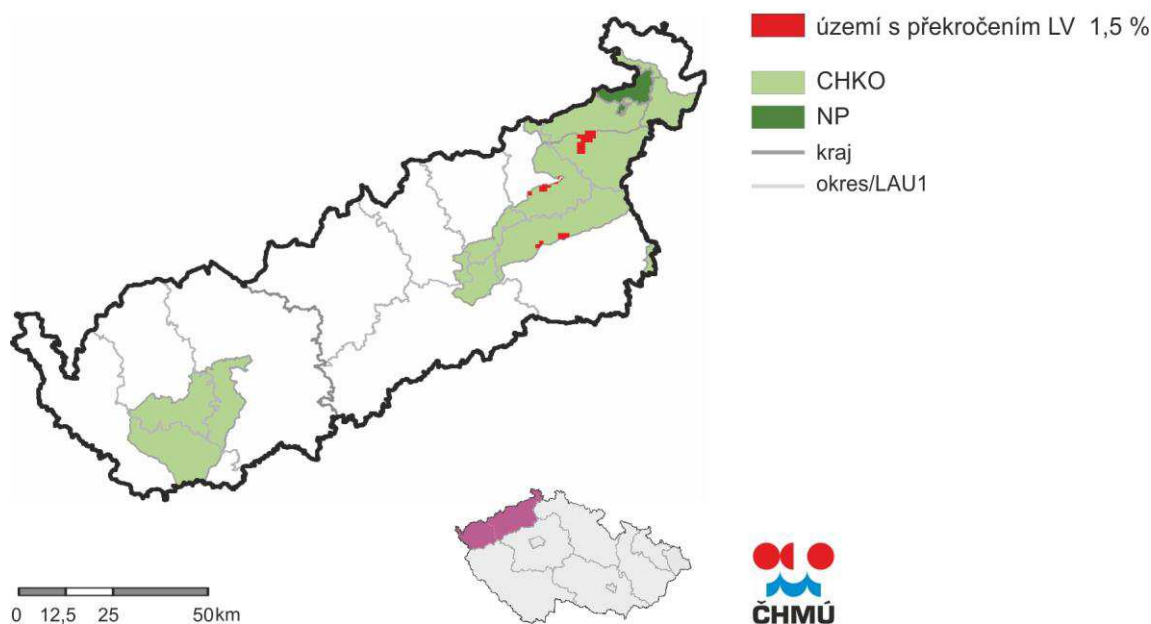 území s překročením LV 1,5 %
CHKO
NP
kraj
okres/LAU1
0 12,5 25 50km
ČHMÚ